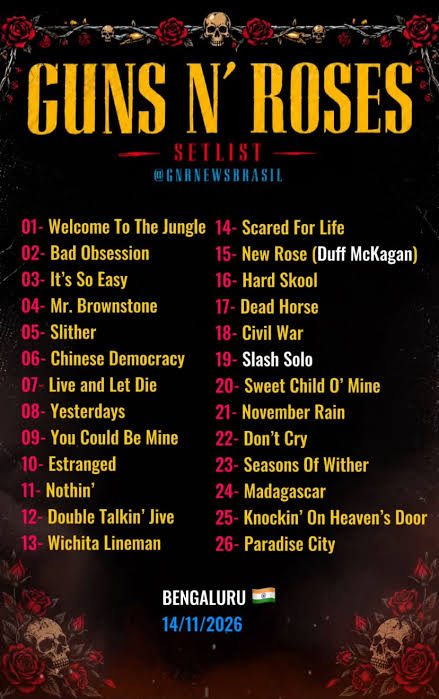 GUNS N' ROSES
SETLIST
@GNRNEWSBRASIL
01- Welcome To The Jungle
02- Bad Obsession
03- It's So Easy
04- Mr. Brownstone
05- Slither
06- Chinese Democracy
07- Live and Let Die
08- Yesterdays
09- You Could Be Mine
10- Estranged
11- Nothin'
12- Double Talkin' Jive
13- Wichita Lineman
14- Scared For Life
15- New Rose (Duff McKagan)
16- Hard Skool
17- Dead Horse
18- Civil War
19- Slash Solo
20- Sweet Child O' Mine
21- November Rain
22- Don't Cry
23- Seasons Of Wither
24- Madagascar
25- Knockin' On Heaven's Door
26- Paradise City
BENGALURU
14/11/2026